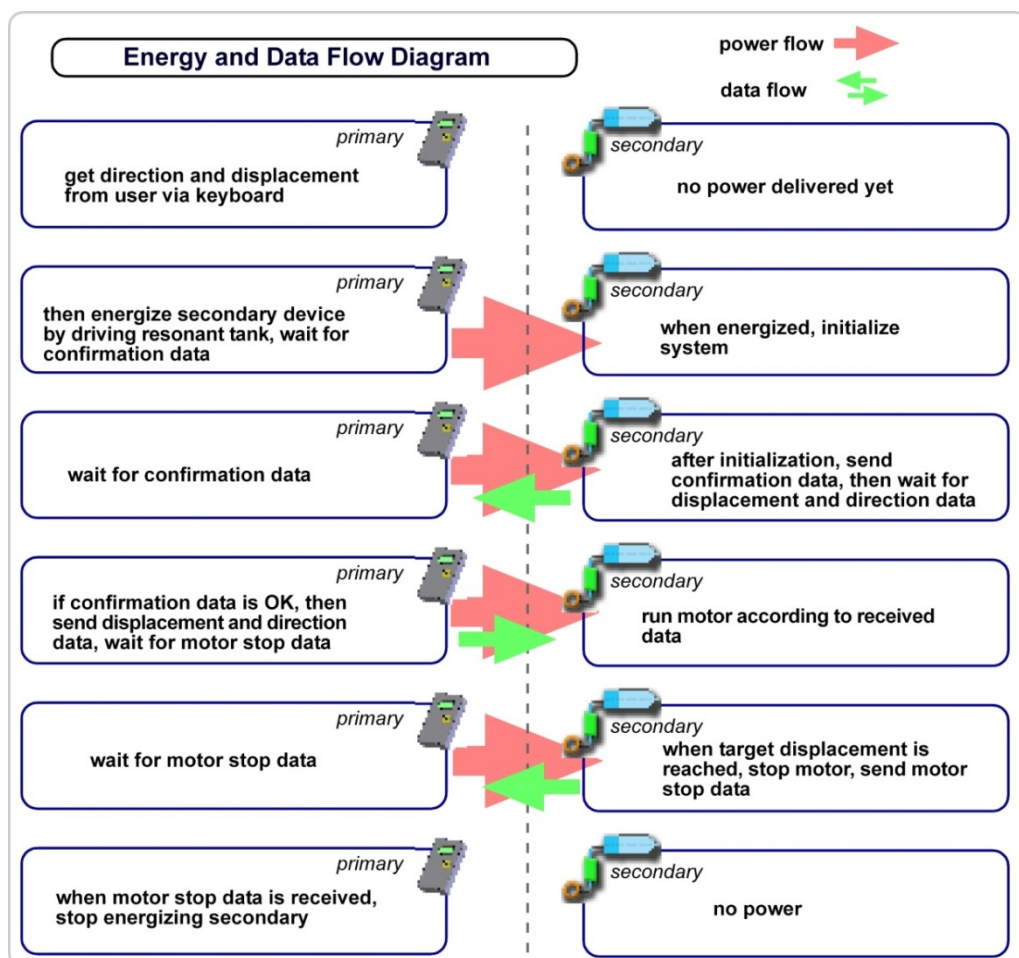 Energy and Data Flow Diagram
power flow
data flow
primary
get direction and displacement
from user via keyboard
secondary
no power delivered yet
primary
then energize secondary device
by driving resonant tank, wait for
confirmation data
secondary
when energized, initialize
system
primary
wait for confirmation data
secondary
after initialization, send
confirmation data, then wait for
displacement and direction data
primary
if confirmation data is OK, then
send displacement and direction
data, wait for motor stop data
secondary
run motor according to received
data
primary
wait for motor stop data
secondary
when target displacement is
reached, stop motor, send motor
stop data
primary
when motor stop data is received,
stop energizing secondary
secondary
no power